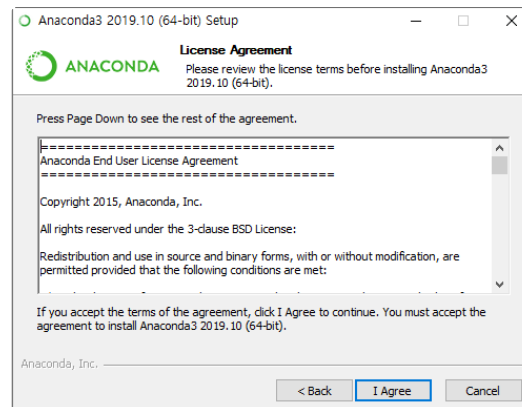 Anaconda3 2019.10 (64-bit) Setup
ANACONDA
License Agreement
Please review the license terms before installing Anaconda3
2019.10 (64-bit).
Press Page Down to see the rest of the agreement.
====================================
Anaconda End User License Agreement
====================================
Copyright 2015, Anaconda, Inc.
All rights reserved under the 3-clause BSD License:
Redistribution and use in source and binary forms, with or without modification, are
permitted provided that the following conditions are met:
If you accept the terms of the agreement, click I Agree to continue. You must accept the
agreement to install Anaconda3 2019.10 (64-bit).
Anaconda, Inc.
< Back
I Agree
Cancel